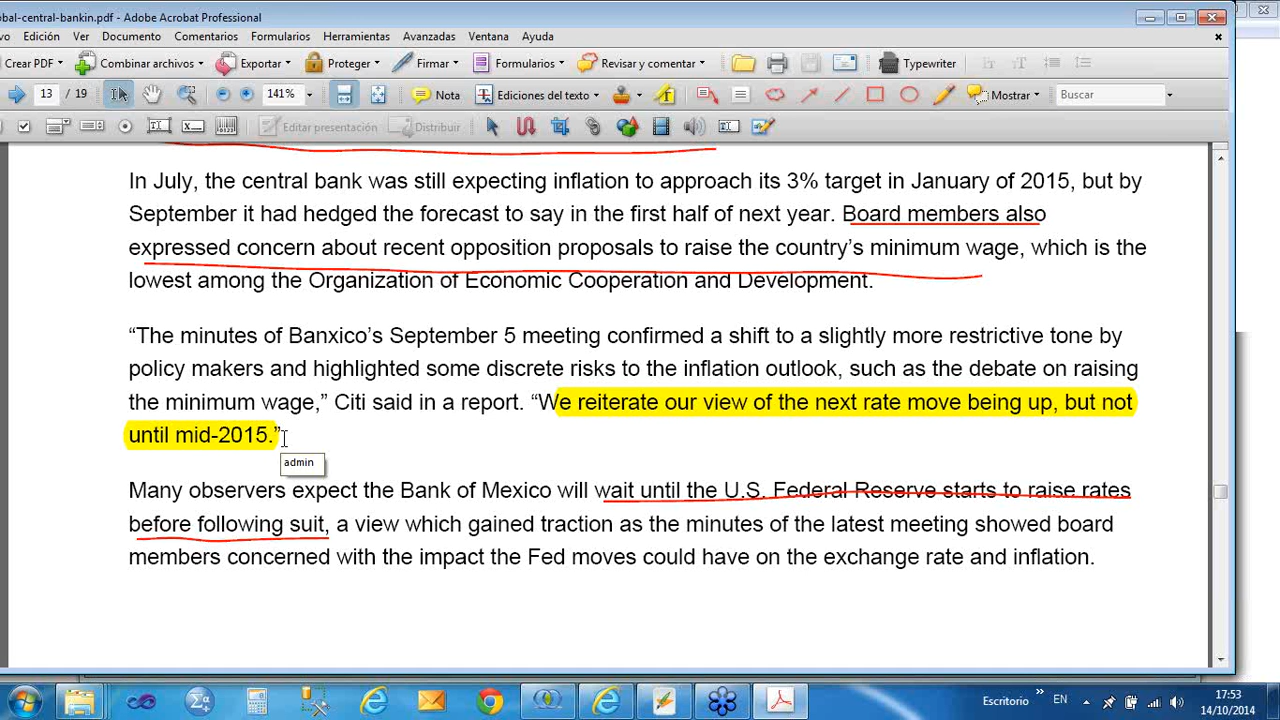 obal-central-bankin.pdf - Adobe Acrobat Professional
vo Edición Ver Documento Comentarios Formularios Herramientas Avanzadas Ventana Ayuda
Crear PDF Combinar archivos Exportar Proteger Firmar Formularios Revisar y comentar Typewriter
13 / 19 141% Nota Ediciones del texto Mostrar Buscar
Editar presentación Distribuir
In July, the central bank was still expecting inflation to approach its 3% target in January of 2015, but by
September it had hedged the forecast to say in the first half of next year. Board members also
expressed concern about recent opposition proposals to raise the country’s minimum wage, which is the
lowest among the Organization of Economic Cooperation and Development.
“The minutes of Banxico’s September 5 meeting confirmed a shift to a slightly more restrictive tone by
policy makers and highlighted some discrete risks to the inflation outlook, such as the debate on raising
the minimum wage,” Citi said in a report. “We reiterate our view of the next rate move being up, but not
until mid-2015.”
admin
Many observers expect the Bank of Mexico will wait until the U.S. Federal Reserve starts to raise rates
before following suit, a view which gained traction as the minutes of the latest meeting showed board
members concerned with the impact the Fed moves could have on the exchange rate and inflation.
Escritorio EN 17:53
14/10/2014